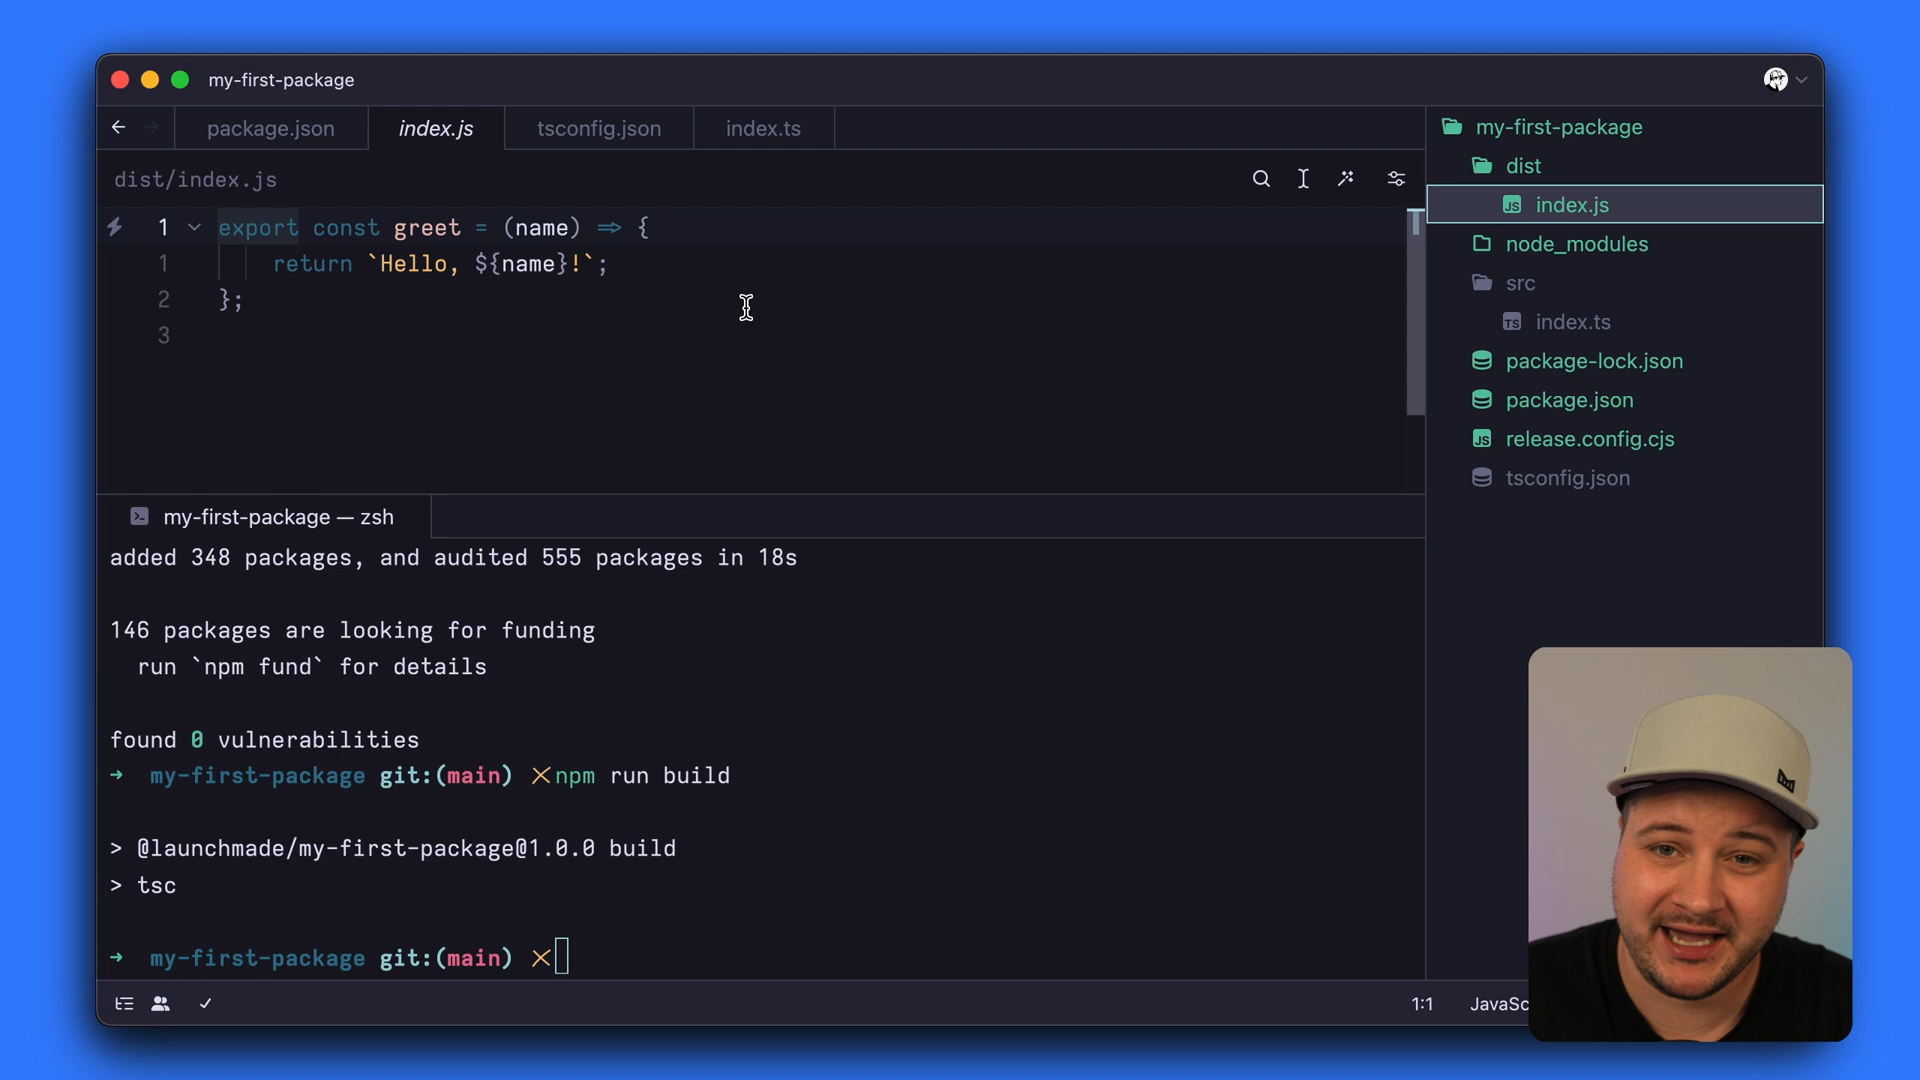 my-first-package
package.json
index.js
tsconfig.json
index.ts
dist/index.js
1 export const greet = (name) => {
1 return `Hello, ${name}!`;
2 };
3
my-first-package — zsh
added 348 packages, and audited 555 packages in 18s
146 packages are looking for funding
run `npm fund` for details
found 0 vulnerabilities
→ my-first-package git:(main) ✕npm run build
> @launchmade/my-first-package@1.0.0 build
> tsc
→ my-first-package git:(main) ✕
1:1 JavaSc
my-first-package
dist
JS index.js
node_modules
src
TS index.ts
package-lock.json
package.json
JS release.config.cjs
tsconfig.json